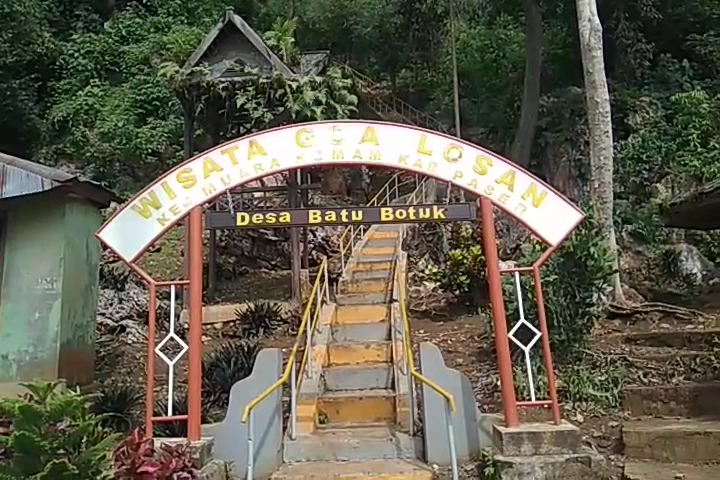 WISATA GOA LOSAN
KEC MUARA KOMAM KAB PASER
Desa Batu Botuk